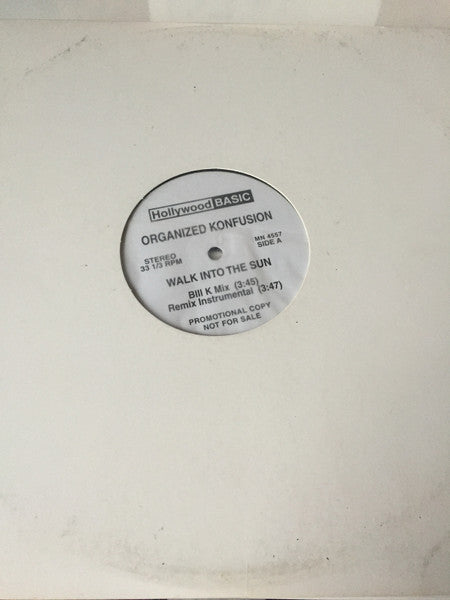 Hollywood BASIC
ORGANIZED KONFUSION
STEREO
33 1/3 RPM
MN 4557
SIDE A
WALK INTO THE SUN
Bill K Mix (3:45)
Remix Instrumental (3:47)
PROMOTIONAL COPY
NOT FOR SALE